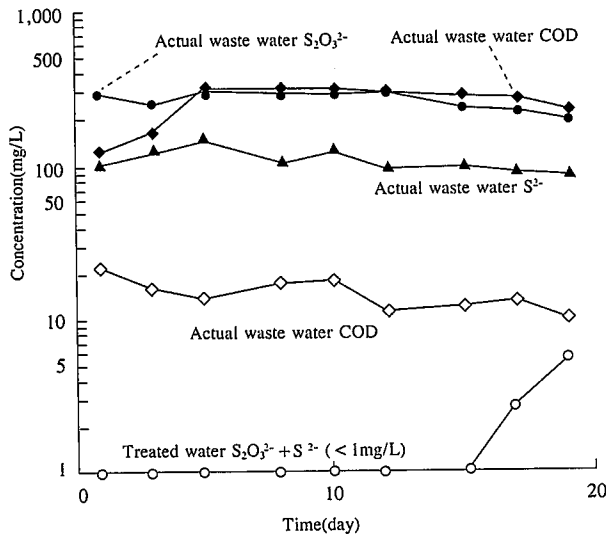 1,000
Actual waste water S₂O₃²⁻
Actual waste water COD
500
100
Actual waste water S²⁻
50
Concentration(mg/L)
10
Actual waste water COD
5
Treated water S₂O₃²⁻+S ²⁻ (<1mg/L)
1
0
10
20
Time(day)